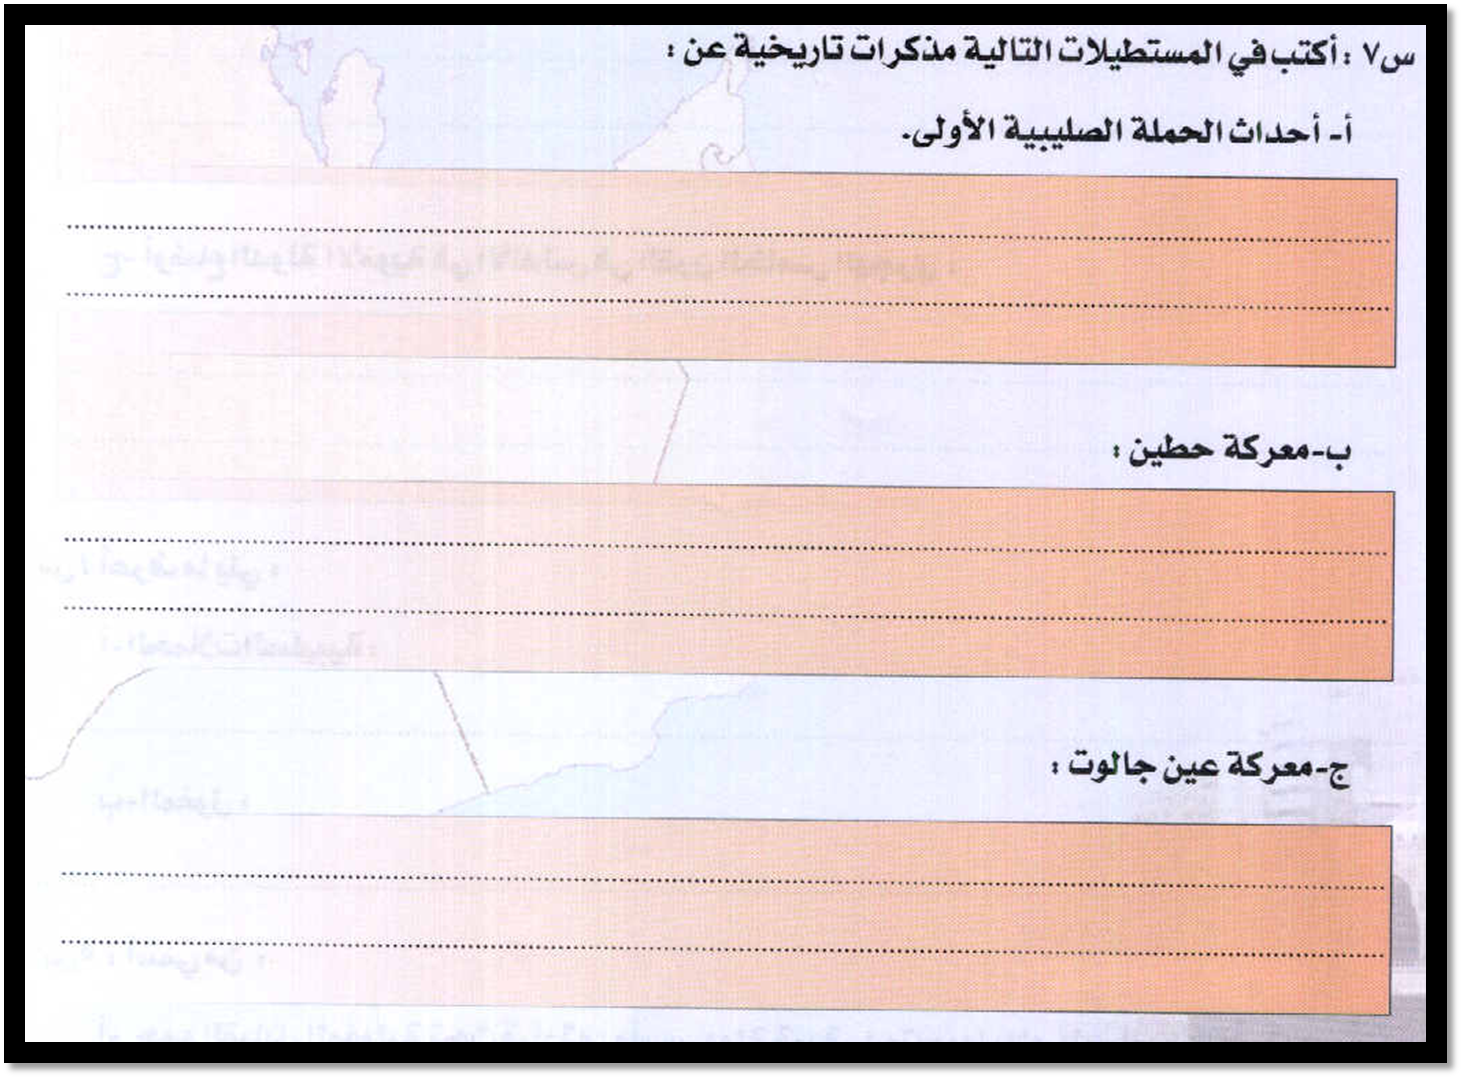 س٧ : أكتب في المستطيلات التالية مذكرات تاريخية عن :
أ- أحداث الحملة الصليبية الأولى.
ب-معركة حطين :
ج-معركة عين جالوت :